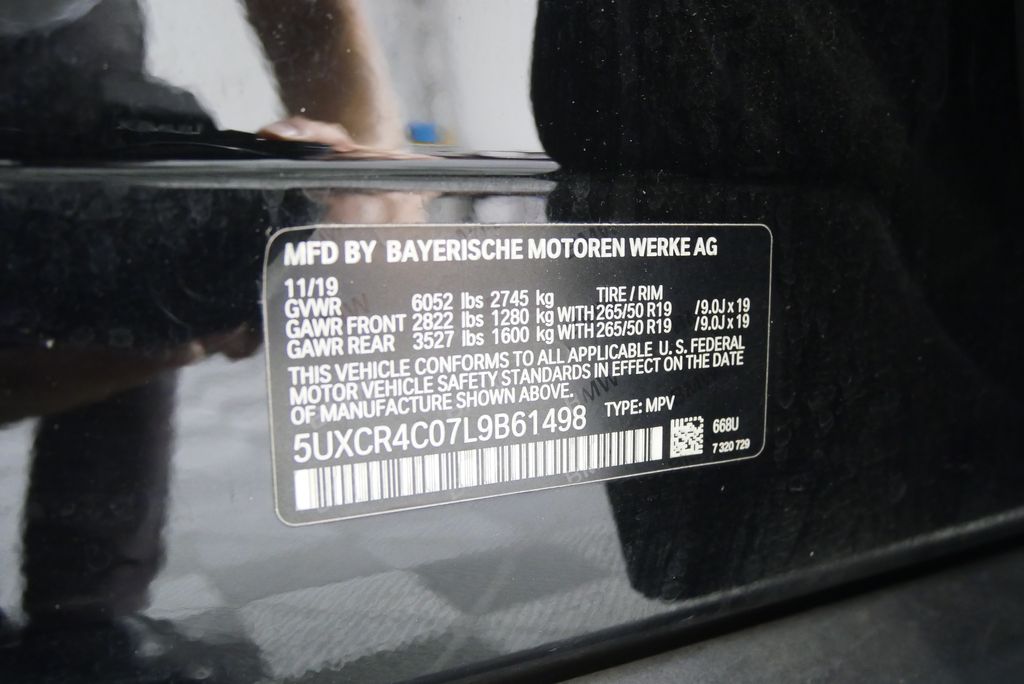 MFD BY BAYERISCHE MOTOREN WERKE AG
11/19 TIRE / RIM
GVWR 6052 lbs 2745 kg
GAWR FRONT 2822 lbs 1280 kg WITH 265/50 R19 /9.0J x 19
GAWR REAR 3527 lbs 1600 kg WITH 265/50 R19 /9.0J x 19
THIS VEHICLE CONFORMS TO ALL APPLICABLE U.S. FEDERAL
MOTOR VEHICLE SAFETY STANDARDS IN EFFECT ON THE DATE
OF MANUFACTURE SHOWN ABOVE.
5UXCR4C07L9B61498 TYPE: MPV
668U
7 320 729